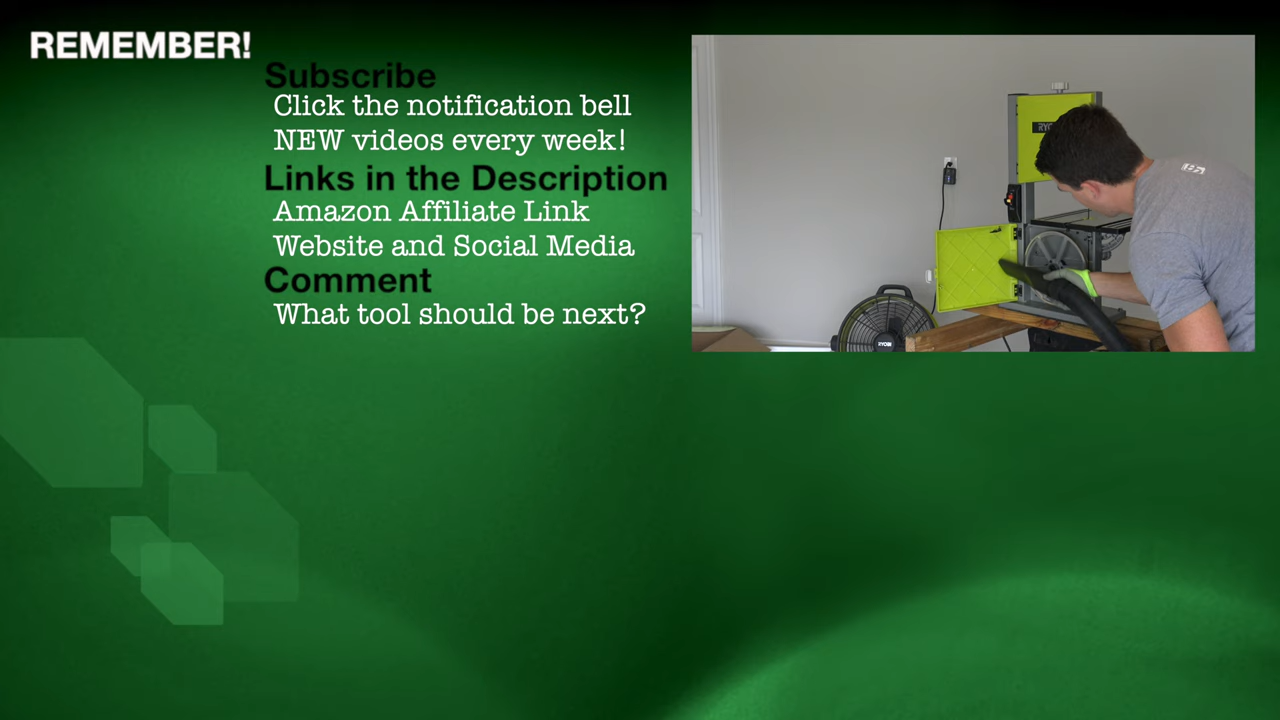 REMEMBER!
Subscribe
Click the notification bell
NEW videos every week!
Links in the Description
Amazon Affiliate Link
Website and Social Media
Comment
What tool should be next?
RYOBI